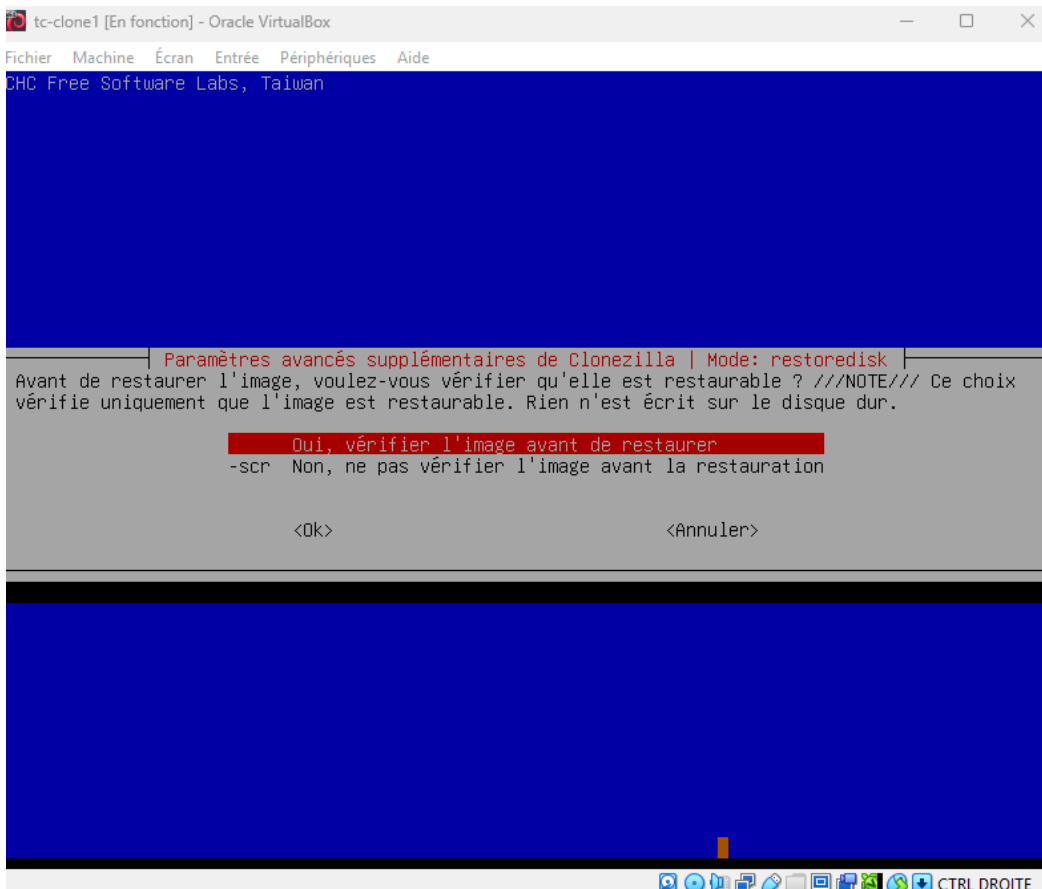 tc-clone1 [En fonction] - Oracle VirtualBox
Fichier Machine Écran Entrée Périphériques Aide
CHC Free Software Labs, Taiwan
Paramètres avancés supplémentaires de Clonezilla | Mode: restoredisk
Avant de restaurer l'image, voulez-vous vérifier qu'elle est restaurable ? ///NOTE/// Ce choix
vérifie uniquement que l'image est restaurable. Rien n'est écrit sur le disque dur.
Oui, vérifier l'image avant de restaurer
-scr Non, ne pas vérifier l'image avant la restauration
<Ok> <Annuler>
CTRL DROITE